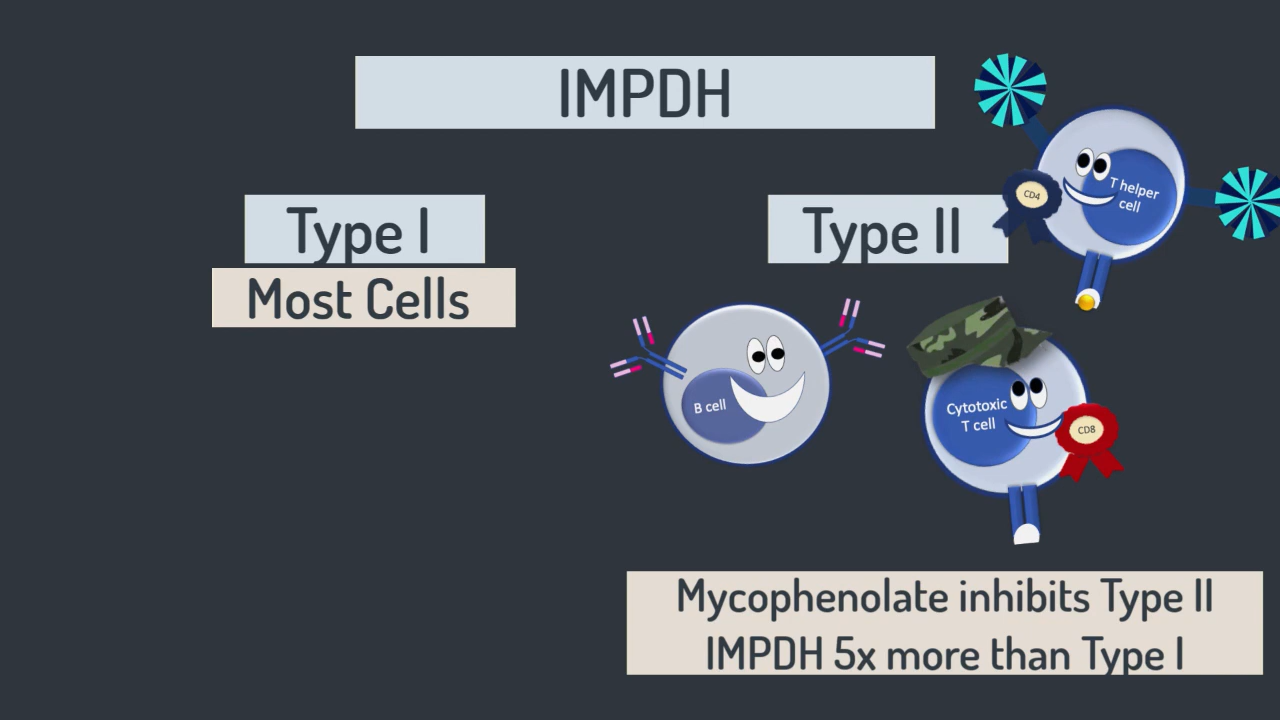 IMPDH
Type I
Most Cells
Type II
T helper
cell
CD4
B cell
Cytotoxic
T cell
CD8
Mycophenolate inhibits Type II
IMPDH 5x more than Type I